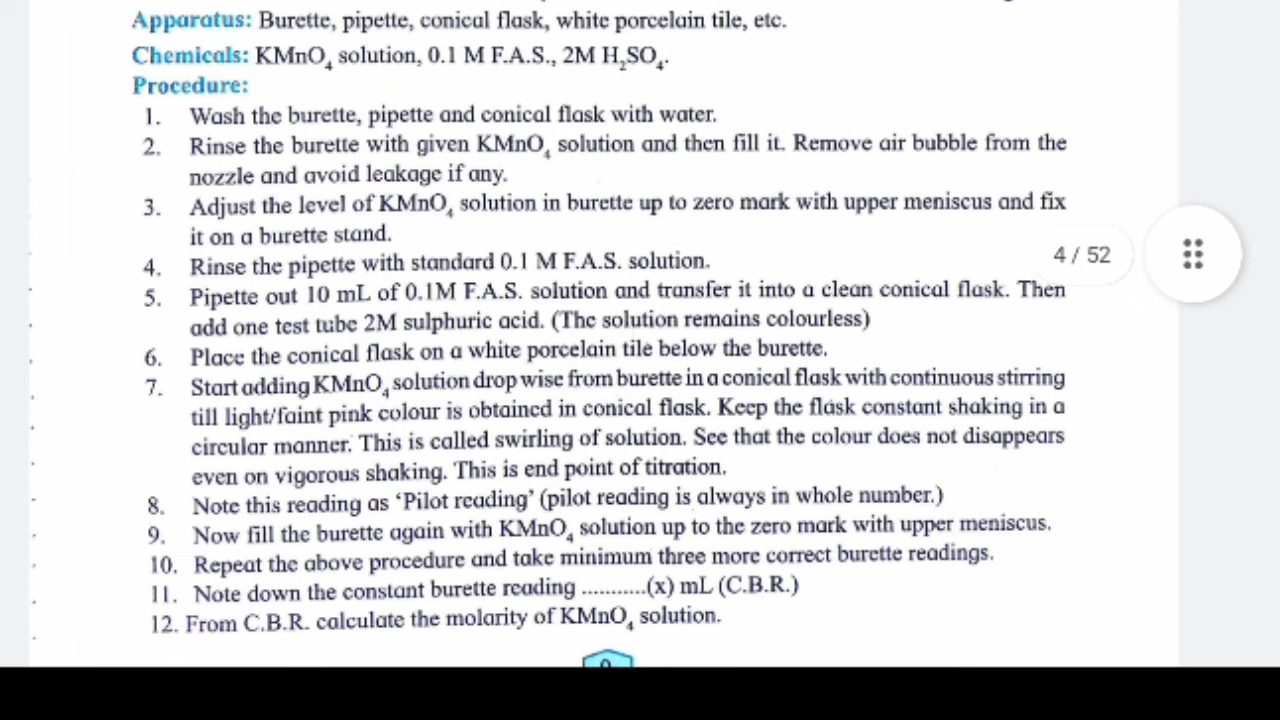 Apparatus: Burette, pipette, conical flask, white porcelain tile, etc.
Chemicals: KMnO₄ solution, 0.1 M F.A.S., 2M H₂SO₄.
Procedure:
1. Wash the burette, pipette and conical flask with water.
2. Rinse the burette with given KMnO₄ solution and then fill it. Remove air bubble from the
nozzle and avoid leakage if any.
3. Adjust the level of KMnO₄ solution in burette up to zero mark with upper meniscus and fix
it on a burette stand.
4 / 52
4. Rinse the pipette with standard 0.1 M F.A.S. solution.
5. Pipette out 10 mL of 0.1M F.A.S. solution and transfer it into a clean conical flask. Then
add one test tube 2M sulphuric acid. (The solution remains colourless)
6. Place the conical flask on a white porcelain tile below the burette.
7. Start adding KMnO₄ solution drop wise from burette in a conical flask with continuous stirring
till light/faint pink colour is obtained in conical flask. Keep the flask constant shaking in a
circular manner. This is called swirling of solution. See that the colour does not disappears
even on vigorous shaking. This is end point of titration.
8. Note this reading as ‘Pilot reading’ (pilot reading is always in whole number.)
9. Now fill the burette again with KMnO₄ solution up to the zero mark with upper meniscus.
10. Repeat the above procedure and take minimum three more correct burette readings.
11. Note down the constant burette reading ...........(x) mL (C.B.R.)
12. From C.B.R. calculate the molarity of KMnO₄ solution.